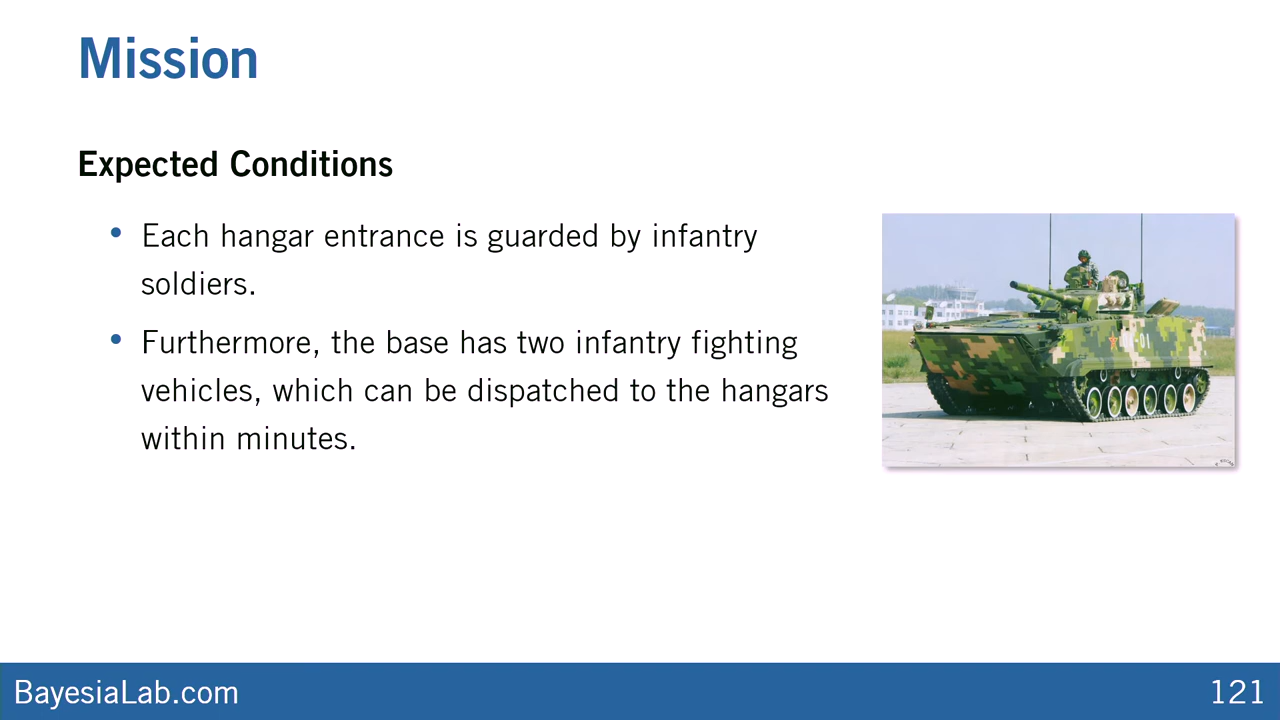 Mission
Expected Conditions
• Each hangar entrance is guarded by infantry
soldiers.
• Furthermore, the base has two infantry fighting
vehicles, which can be dispatched to the hangars
within minutes.
BayesiaLab.com
121